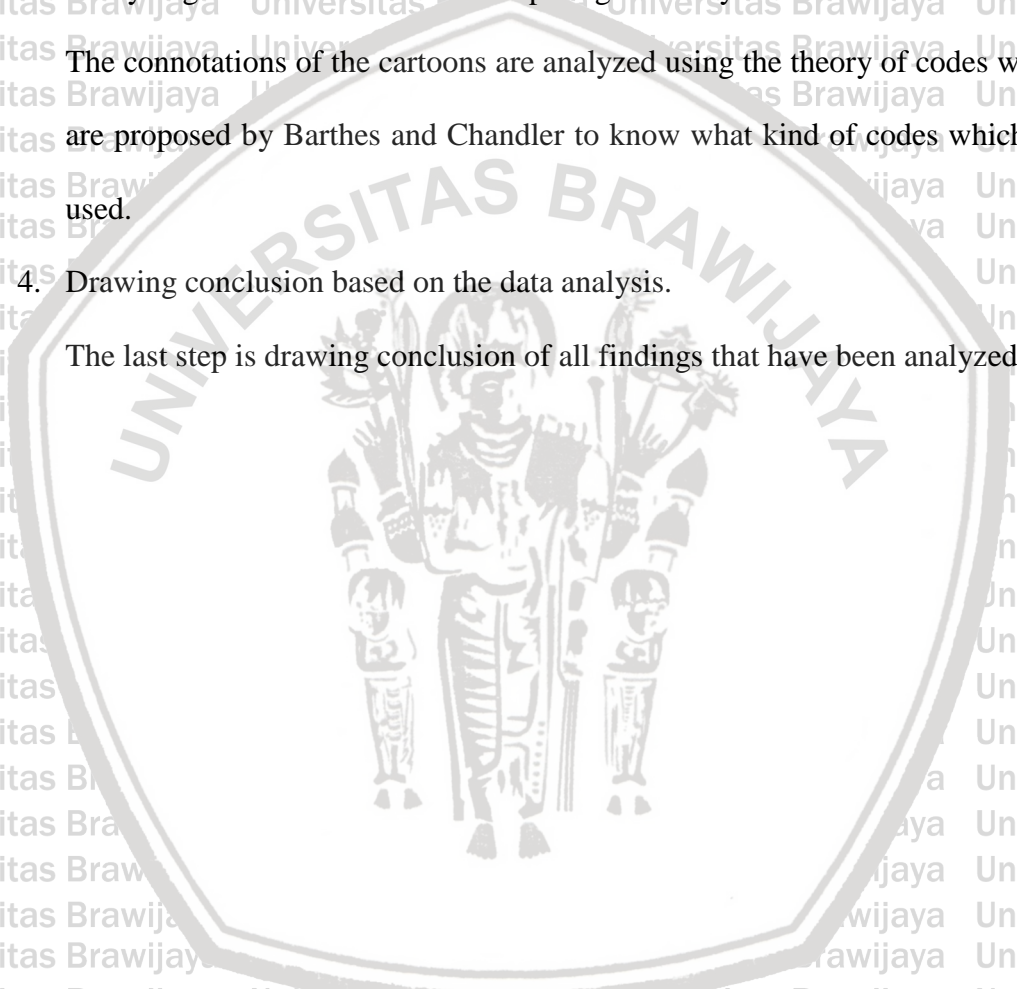 The connotations of the cartoons are analyzed using the theory of codes w
are proposed by Barthes and Chandler to know what kind of codes which
used.
4. Drawing conclusion based on the data analysis.
The last step is drawing conclusion of all findings that have been analyzed
UNIVERSITAS BRAWIJAYA